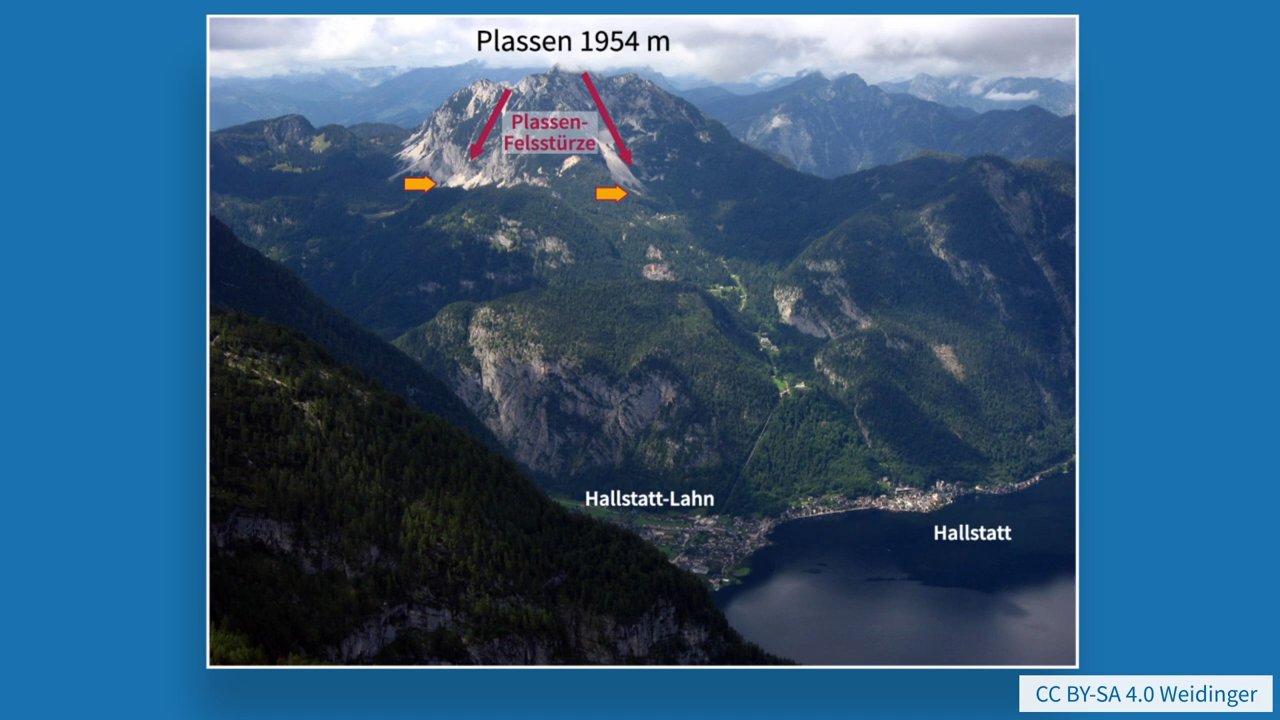 Plassen 1954 m
Plassen-
Felsstürze
Hallstatt-Lahn
Hallstatt
CC BY-SA 4.0 Weidinger